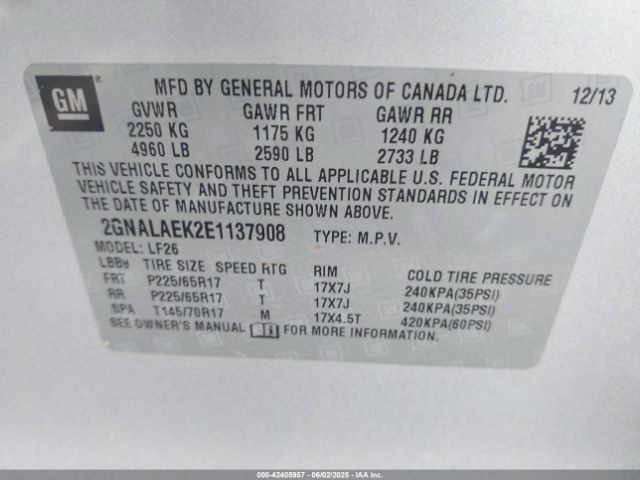 GM
MFD BY GENERAL MOTORS OF CANADA LTD. 12/13
GVWR GAWR FRT GAWR RR
2250 KG 1175 KG 1240 KG
4960 LB 2590 LB 2733 LB
THIS VEHICLE CONFORMS TO ALL APPLICABLE U.S. FEDERAL MOTOR
VEHICLE SAFETY AND THEFT PREVENTION STANDARDS IN EFFECT ON
THE DATE OF MANUFACTURE SHOWN ABOVE.
2GNALAEK2E1137908 TYPE: M.P.V.
MODEL: LF26
LBBY TIRE SIZE SPEED RTG RIM COLD TIRE PRESSURE
FRT P225/65R17 T 17X7J 240KPA(35PSI)
RR P225/65R17 T 17X7J 240KPA(35PSI)
SPA T145/70R17 M 17X4.5T 420KPA(60PSI)
SEE OWNER'S MANUAL FOR MORE INFORMATION.
000-42405957 - 06/02/2025 - IAAI.com